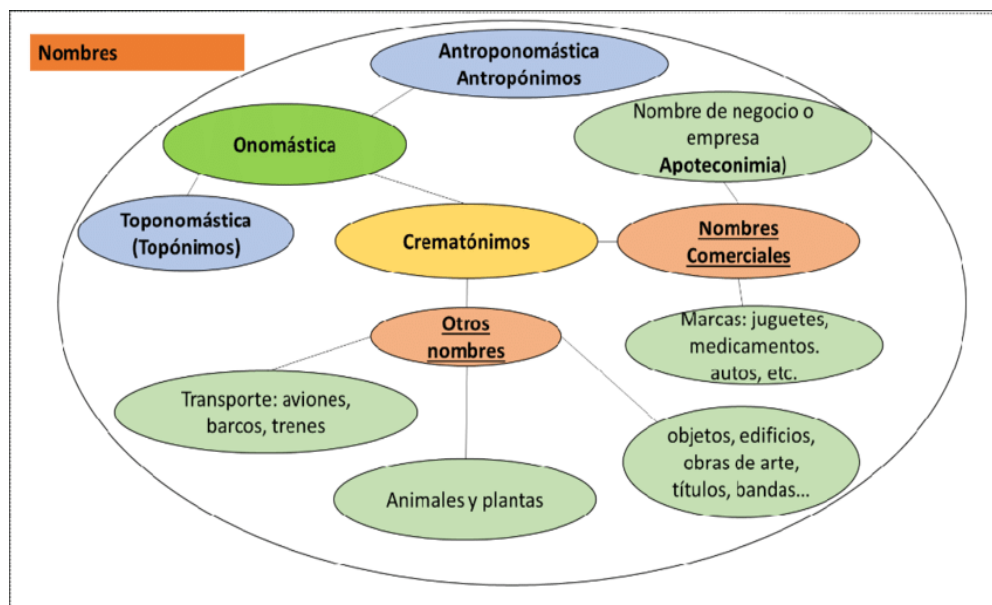 Nombres
Antroponomástica
Antropónimos
Nombre de negocio o
empresa
Apoteconimia)
Onomástica
Toponomástica
(Topónimos)
Crematónimos
Nombres
Comerciales
Otros
nombres
Marcas: juguetes,
medicamentos.
autos, etc.
Transporte: aviones,
barcos, trenes
objetos, edificios,
obras de arte,
títulos, bandas...
Animales y plantas